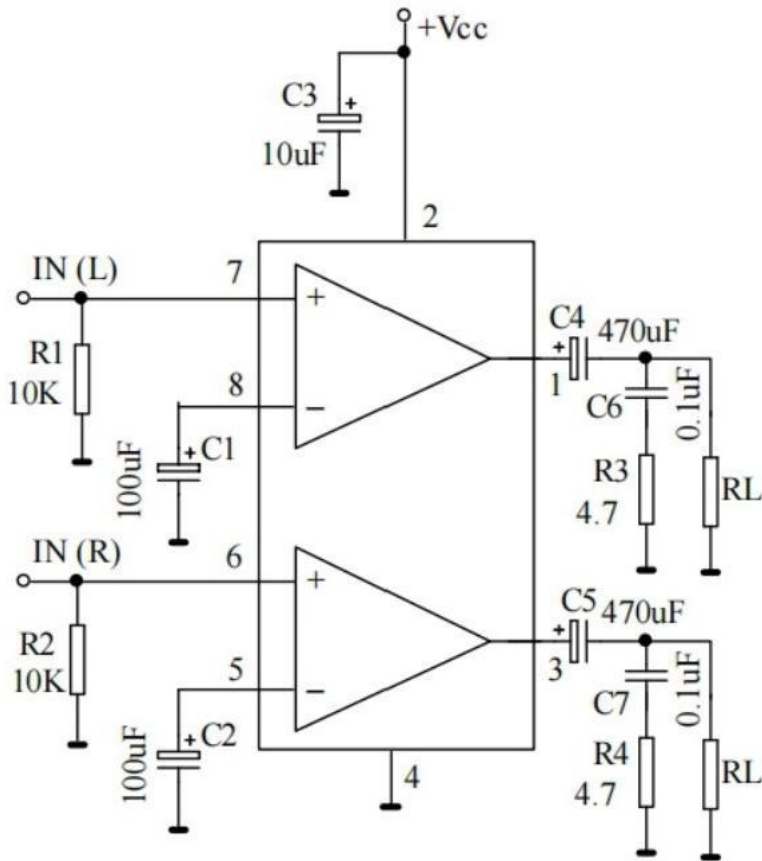 +Vcc
C3
+
10uF
2
IN (L)
7
+
R1
10K
8
−
+
C1
100uF
C4
470uF
+
1
C6
0.1uF
R3
4.7
RL
IN (R)
6
+
R2
10K
5
−
+
C2
100uF
4
C5
470uF
+
3
C7
0.1uF
R4
4.7
RL